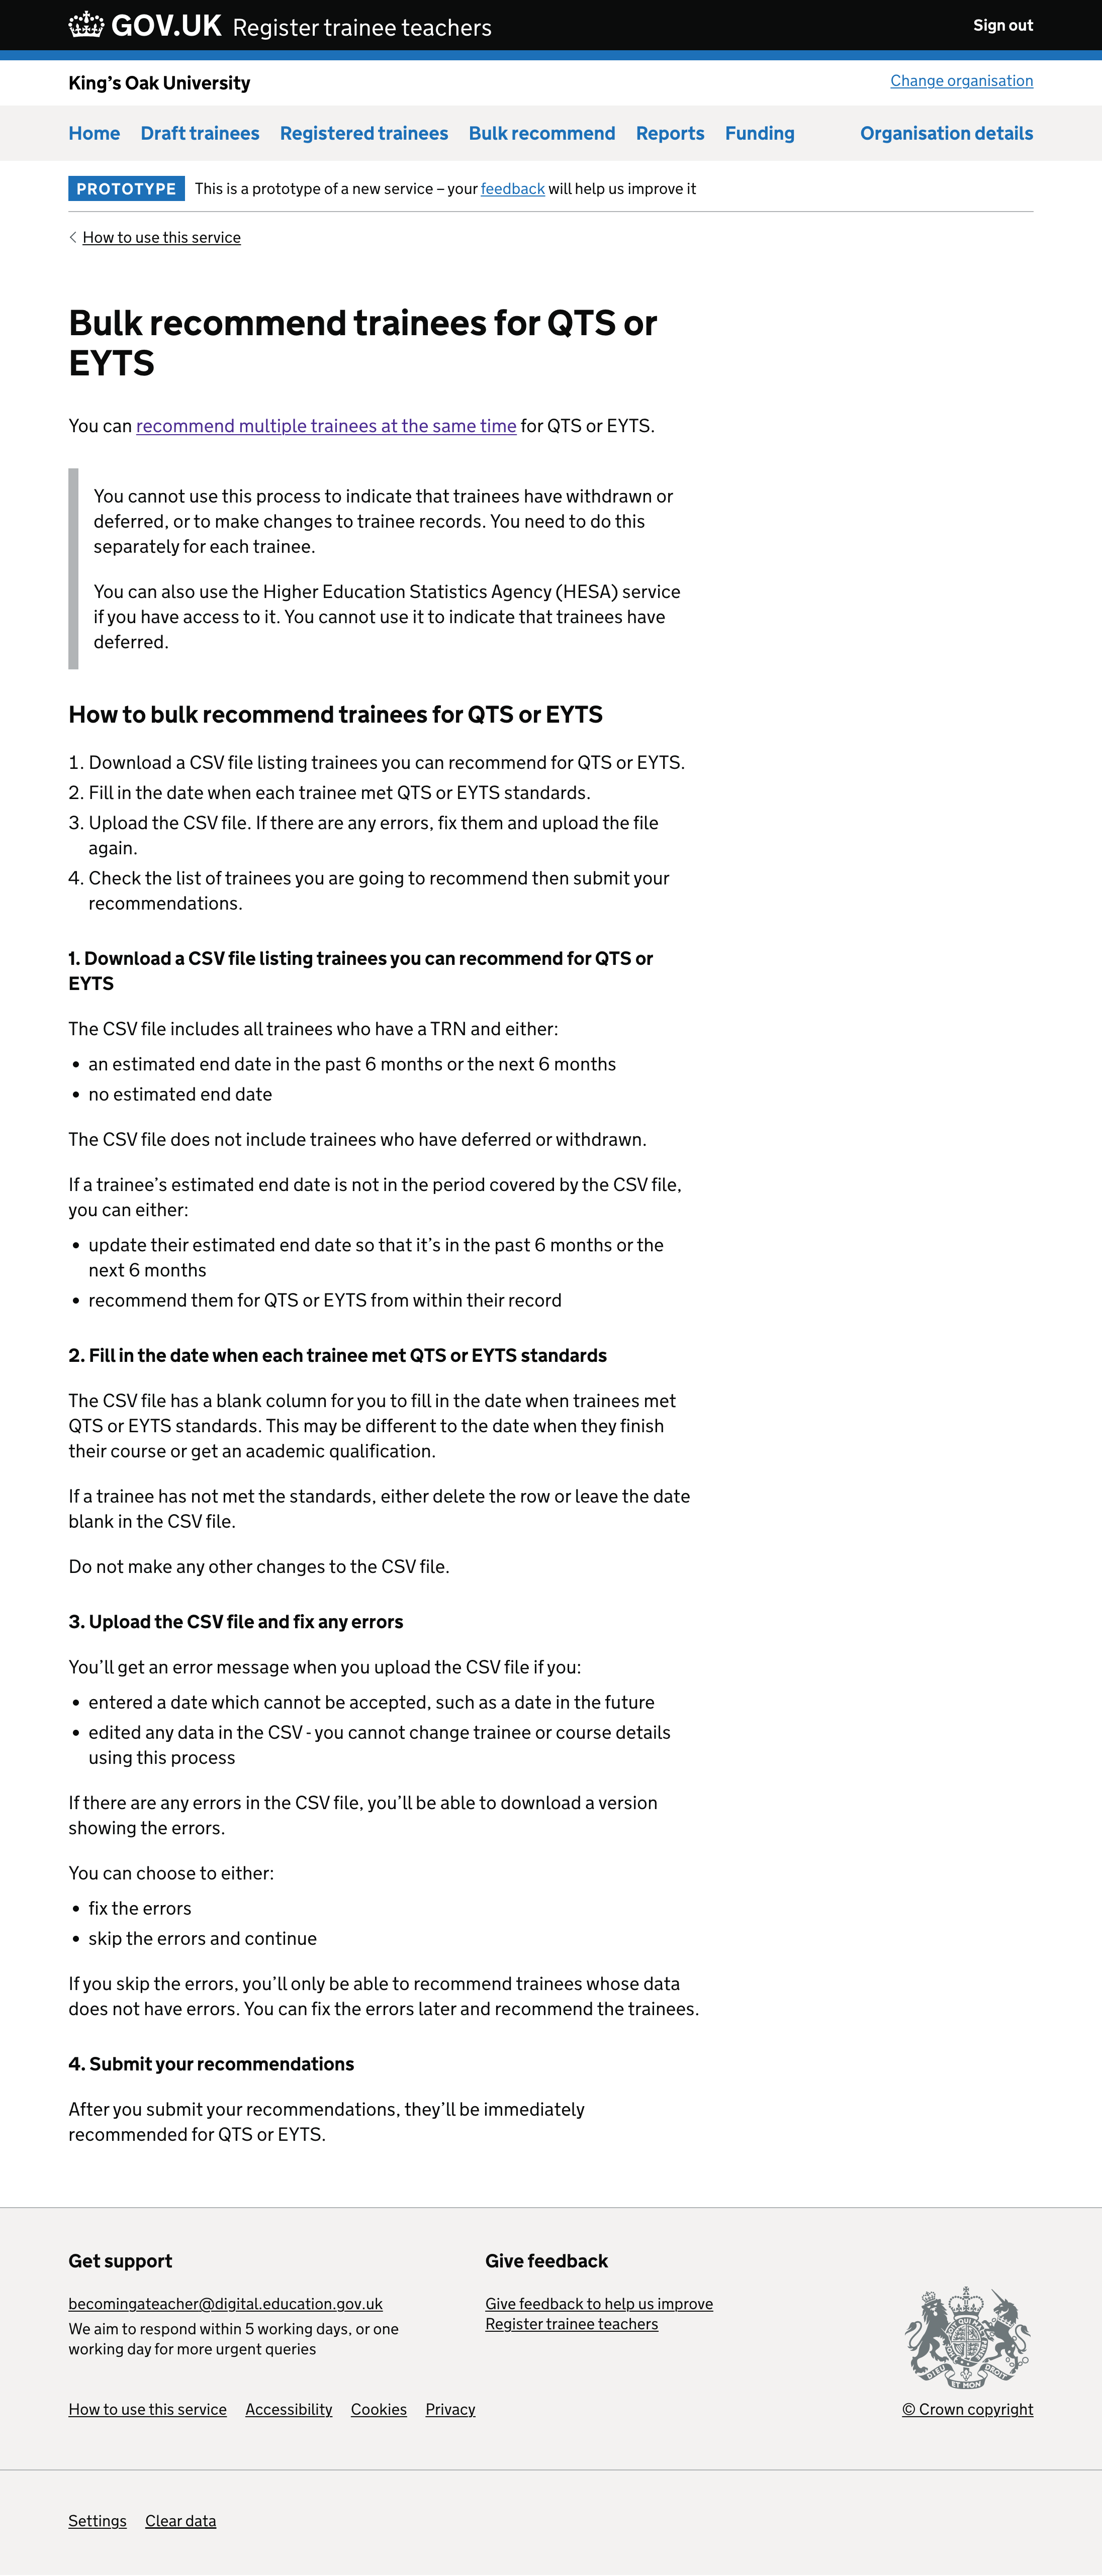 GOV.UK Register trainee teachers Sign out
King’s Oak University Change organisation
Home Draft trainees Registered trainees Bulk recommend Reports Funding Organisation details
PROTOTYPE This is a prototype of a new service – your feedback will help us improve it
How to use this service
Bulk recommend trainees for QTS or
EYTS
You can recommend multiple trainees at the same time for QTS or EYTS.
You cannot use this process to indicate that trainees have withdrawn or
deferred, or to make changes to trainee records. You need to do this
separately for each trainee.
You can also use the Higher Education Statistics Agency (HESA) service
if you have access to it. You cannot use it to indicate that trainees have
deferred.
How to bulk recommend trainees for QTS or EYTS
1. Download a CSV file listing trainees you can recommend for QTS or EYTS.
2. Fill in the date when each trainee met QTS or EYTS standards.
3. Upload the CSV file. If there are any errors, fix them and upload the file
again.
4. Check the list of trainees you are going to recommend then submit your
recommendations.
1. Download a CSV file listing trainees you can recommend for QTS or
EYTS
The CSV file includes all trainees who have a TRN and either:
• an estimated end date in the past 6 months or the next 6 months
• no estimated end date
The CSV file does not include trainees who have deferred or withdrawn.
If a trainee’s estimated end date is not in the period covered by the CSV file,
you can either:
• update their estimated end date so that it’s in the past 6 months or the
next 6 months
• recommend them for QTS or EYTS from within their record
2. Fill in the date when each trainee met QTS or EYTS standards
The CSV file has a blank column for you to fill in the date when trainees met
QTS or EYTS standards. This may be different to the date when they finish
their course or get an academic qualification.
If a trainee has not met the standards, either delete the row or leave the date
blank in the CSV file.
Do not make any other changes to the CSV file.
3. Upload the CSV file and fix any errors
You’ll get an error message when you upload the CSV file if you:
• entered a date which cannot be accepted, such as a date in the future
• edited any data in the CSV - you cannot change trainee or course details
using this process
If there are any errors in the CSV file, you’ll be able to download a version
showing the errors.
You can choose to either:
• fix the errors
• skip the errors and continue
If you skip the errors, you’ll only be able to recommend trainees whose data
does not have errors. You can fix the errors later and recommend the trainees.
4. Submit your recommendations
After you submit your recommendations, they’ll be immediately
recommended for QTS or EYTS.
Get support
becomingateacher@digital.education.gov.uk
We aim to respond within 5 working days, or one
working day for more urgent queries
Give feedback
Give feedback to help us improve
Register trainee teachers
DIEU ET MON DROIT
How to use this service Accessibility Cookies Privacy © Crown copyright
Settings Clear data